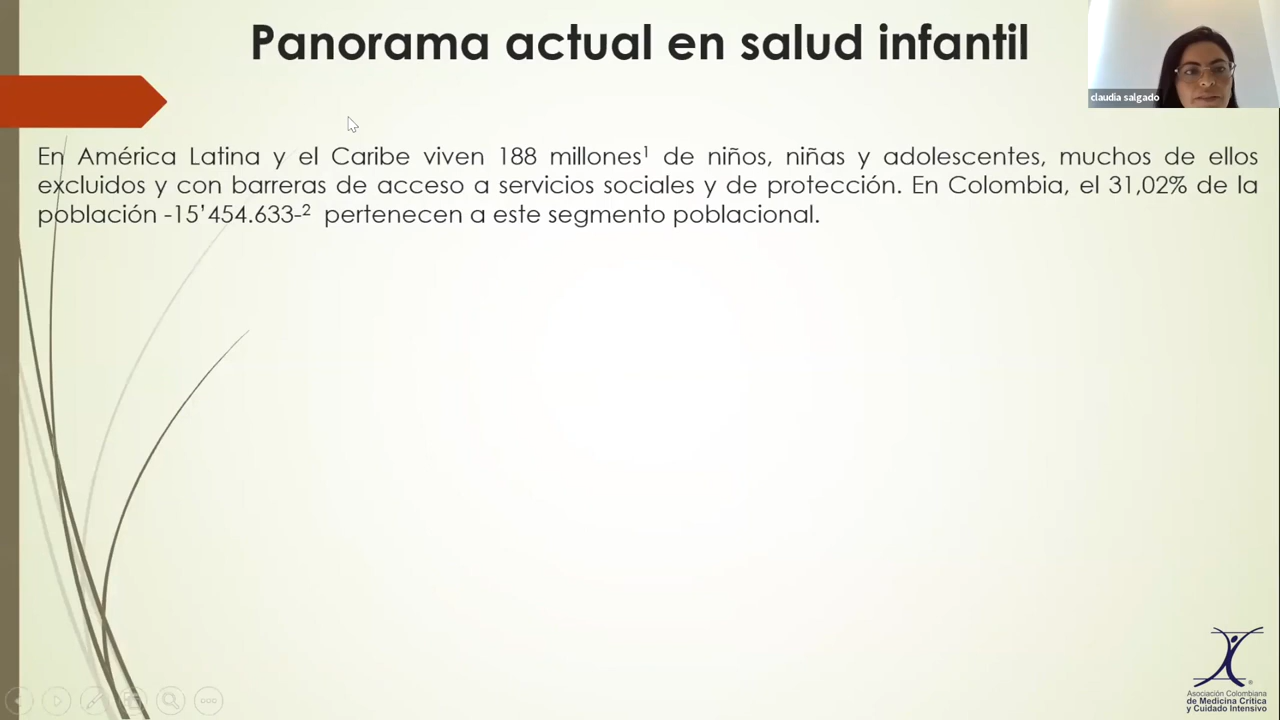 Panorama actual en salud infantil
claudia salgado
En América Latina y el Caribe viven 188 millones¹ de niños, niñas y adolescentes, muchos de ellos
excluidos y con barreras de acceso a servicios sociales y de protección. En Colombia, el 31,02% de la
población -15’454.633-² pertenecen a este segmento poblacional.
Asociación Colombiana
de Medicina Crítica
y Cuidado Intensivo